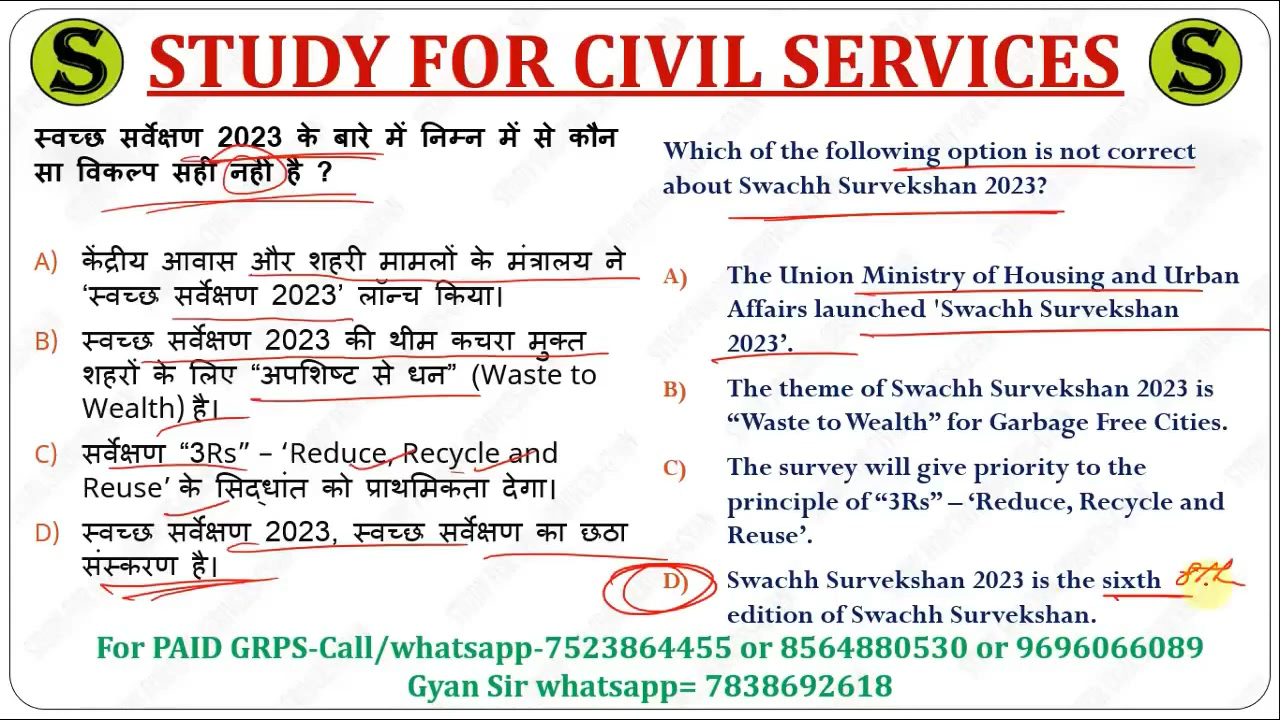 S STUDY FOR CIVIL SERVICES S
स्वच्छ सर्वेक्षण 2023 के बारे में निम्न में से कौन
सा विकल्प सही नहीं है ?
A) केंद्रीय आवास और शहरी मामलों के मंत्रालय ने
‘स्वच्छ सर्वेक्षण 2023’ लॉन्च किया।
B) स्वच्छ सर्वेक्षण 2023 की थीम कचरा मुक्त
शहरों के लिए “अपशिष्ट से धन” (Waste to
Wealth) है।
C) सर्वेक्षण “3Rs” – ‘Reduce, Recycle and
Reuse’ के सिद्धांत को प्राथमिकता देगा।
D) स्वच्छ सर्वेक्षण 2023, स्वच्छ सर्वेक्षण का छठा
संस्करण है।
Which of the following option is not correct
about Swachh Survekshan 2023?
A) The Union Ministry of Housing and Urban
Affairs launched 'Swachh Survekshan
2023’.
B) The theme of Swachh Survekshan 2023 is
“Waste to Wealth” for Garbage Free Cities.
C) The survey will give priority to the
principle of “3Rs” – ‘Reduce, Recycle and
Reuse’.
D) Swachh Survekshan 2023 is the sixth 8th
edition of Swachh Survekshan.
For PAID GRPS-Call/whatsapp-7523864455 or 8564880530 or 9696066089
Gyan Sir whatsapp= 7838692618